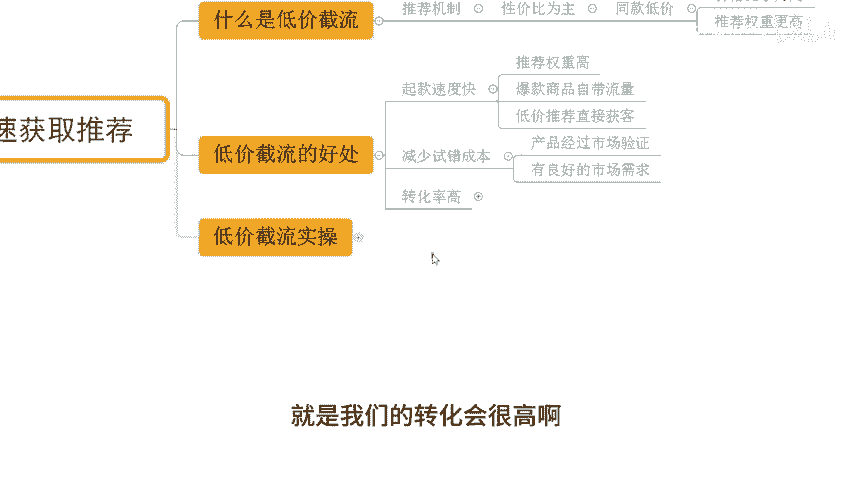 什么是低价截流
推荐机制
性价比为主
同款低价
推荐权重更高
速获取推荐
低价截流的好处
起款速度快
推荐权重高
爆款商品自带流量
低价推荐直接获客
减少试错成本
产品经过市场验证
有良好的市场需求
转化率高
低价截流实操
就是我们的转化会很高啊